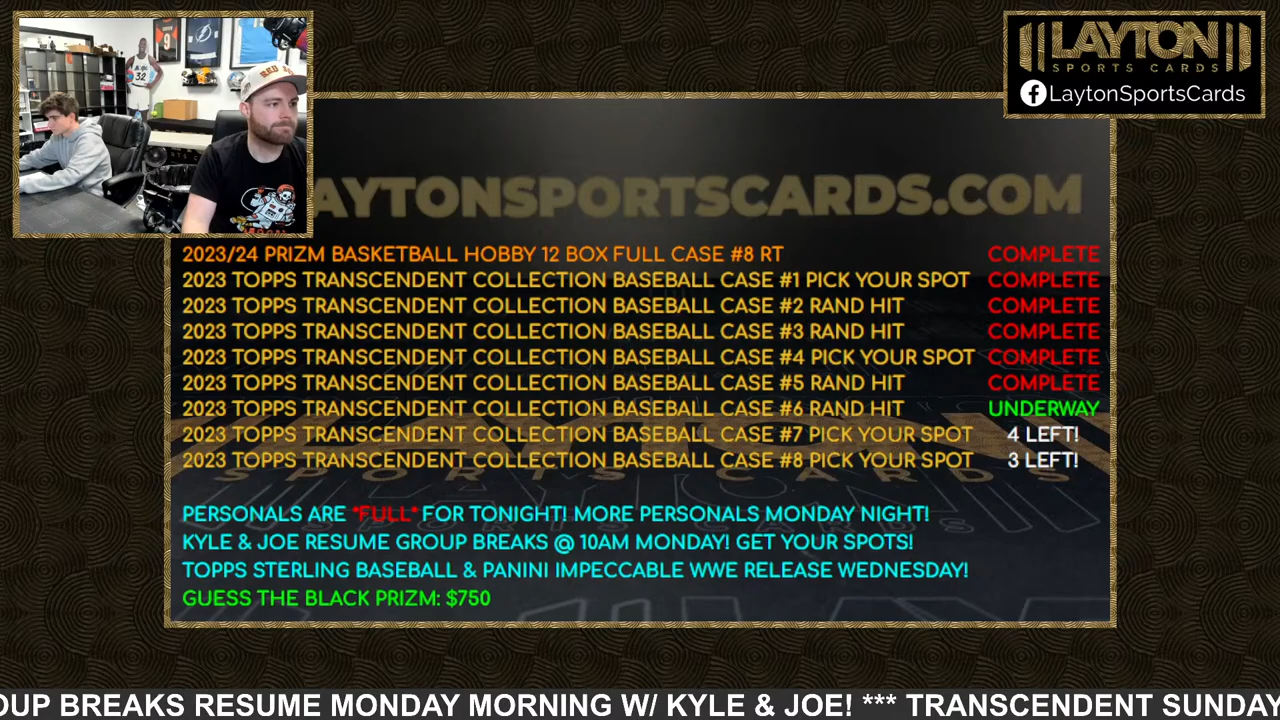 LAYTON
SPORTS CARDS
LaytonSportsCards
AYTONSPORTSCARDS.COM
2023/24 PRIZM BASKETBALL HOBBY 12 BOX FULL CASE #8 RT COMPLETE
2023 TOPPS TRANSCENDENT COLLECTION BASEBALL CASE #1 PICK YOUR SPOT COMPLETE
2023 TOPPS TRANSCENDENT COLLECTION BASEBALL CASE #2 RAND HIT COMPLETE
2023 TOPPS TRANSCENDENT COLLECTION BASEBALL CASE #3 RAND HIT COMPLETE
2023 TOPPS TRANSCENDENT COLLECTION BASEBALL CASE #4 PICK YOUR SPOT COMPLETE
2023 TOPPS TRANSCENDENT COLLECTION BASEBALL CASE #5 RAND HIT COMPLETE
2023 TOPPS TRANSCENDENT COLLECTION BASEBALL CASE #6 RAND HIT UNDERWAY
2023 TOPPS TRANSCENDENT COLLECTION BASEBALL CASE #7 PICK YOUR SPOT 4 LEFT!
2023 TOPPS TRANSCENDENT COLLECTION BASEBALL CASE #8 PICK YOUR SPOT 3 LEFT!
PERSONALS ARE *FULL* FOR TONIGHT! MORE PERSONALS MONDAY NIGHT!
KYLE & JOE RESUME GROUP BREAKS @ 10AM MONDAY! GET YOUR SPOTS!
TOPPS STERLING BASEBALL & PANINI IMPECCABLE WWE RELEASE WEDNESDAY!
GUESS THE BLACK PRIZM: $750
OUP BREAKS RESUME MONDAY MORNING W/ KYLE & JOE! *** TRANSCENDENT SUNDAY